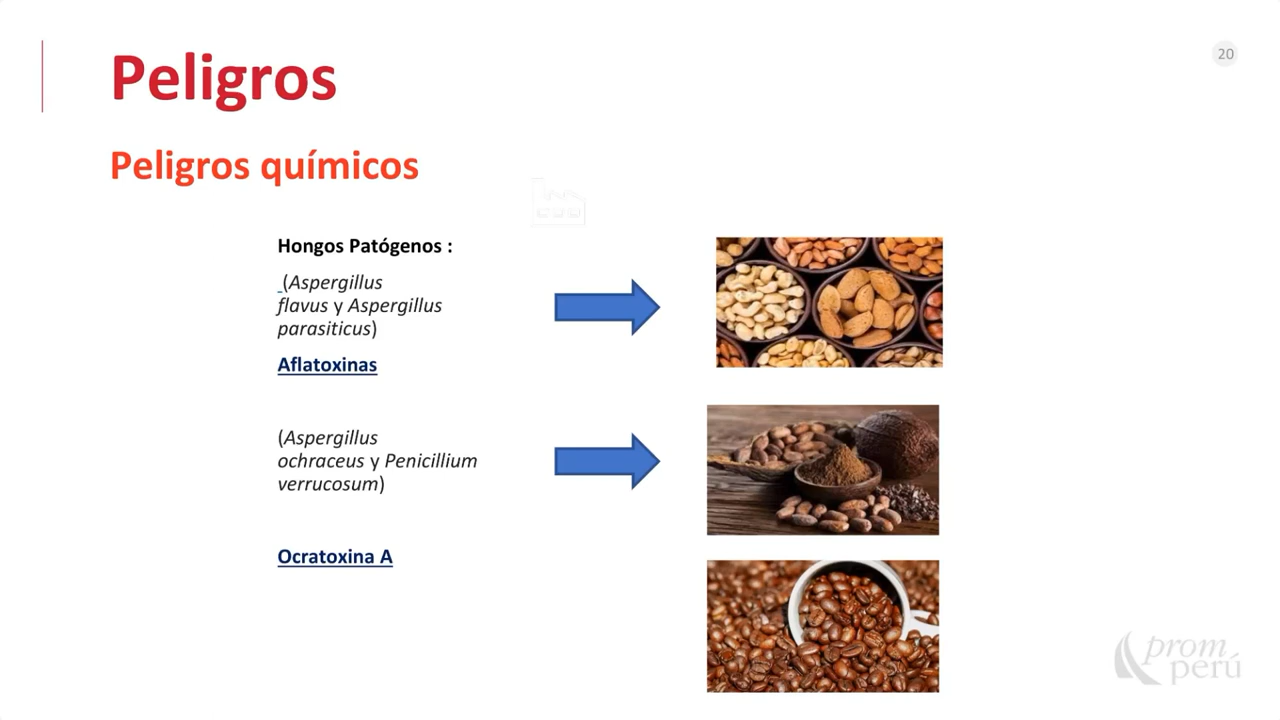 20
Peligros
Peligros químicos
Hongos Patógenos :
(Aspergillus
flavus y Aspergillus
parasiticus)
Aflatoxinas
(Aspergillus
ochraceus y Penicillium
verrucosum)
Ocratoxina A
prom
perú